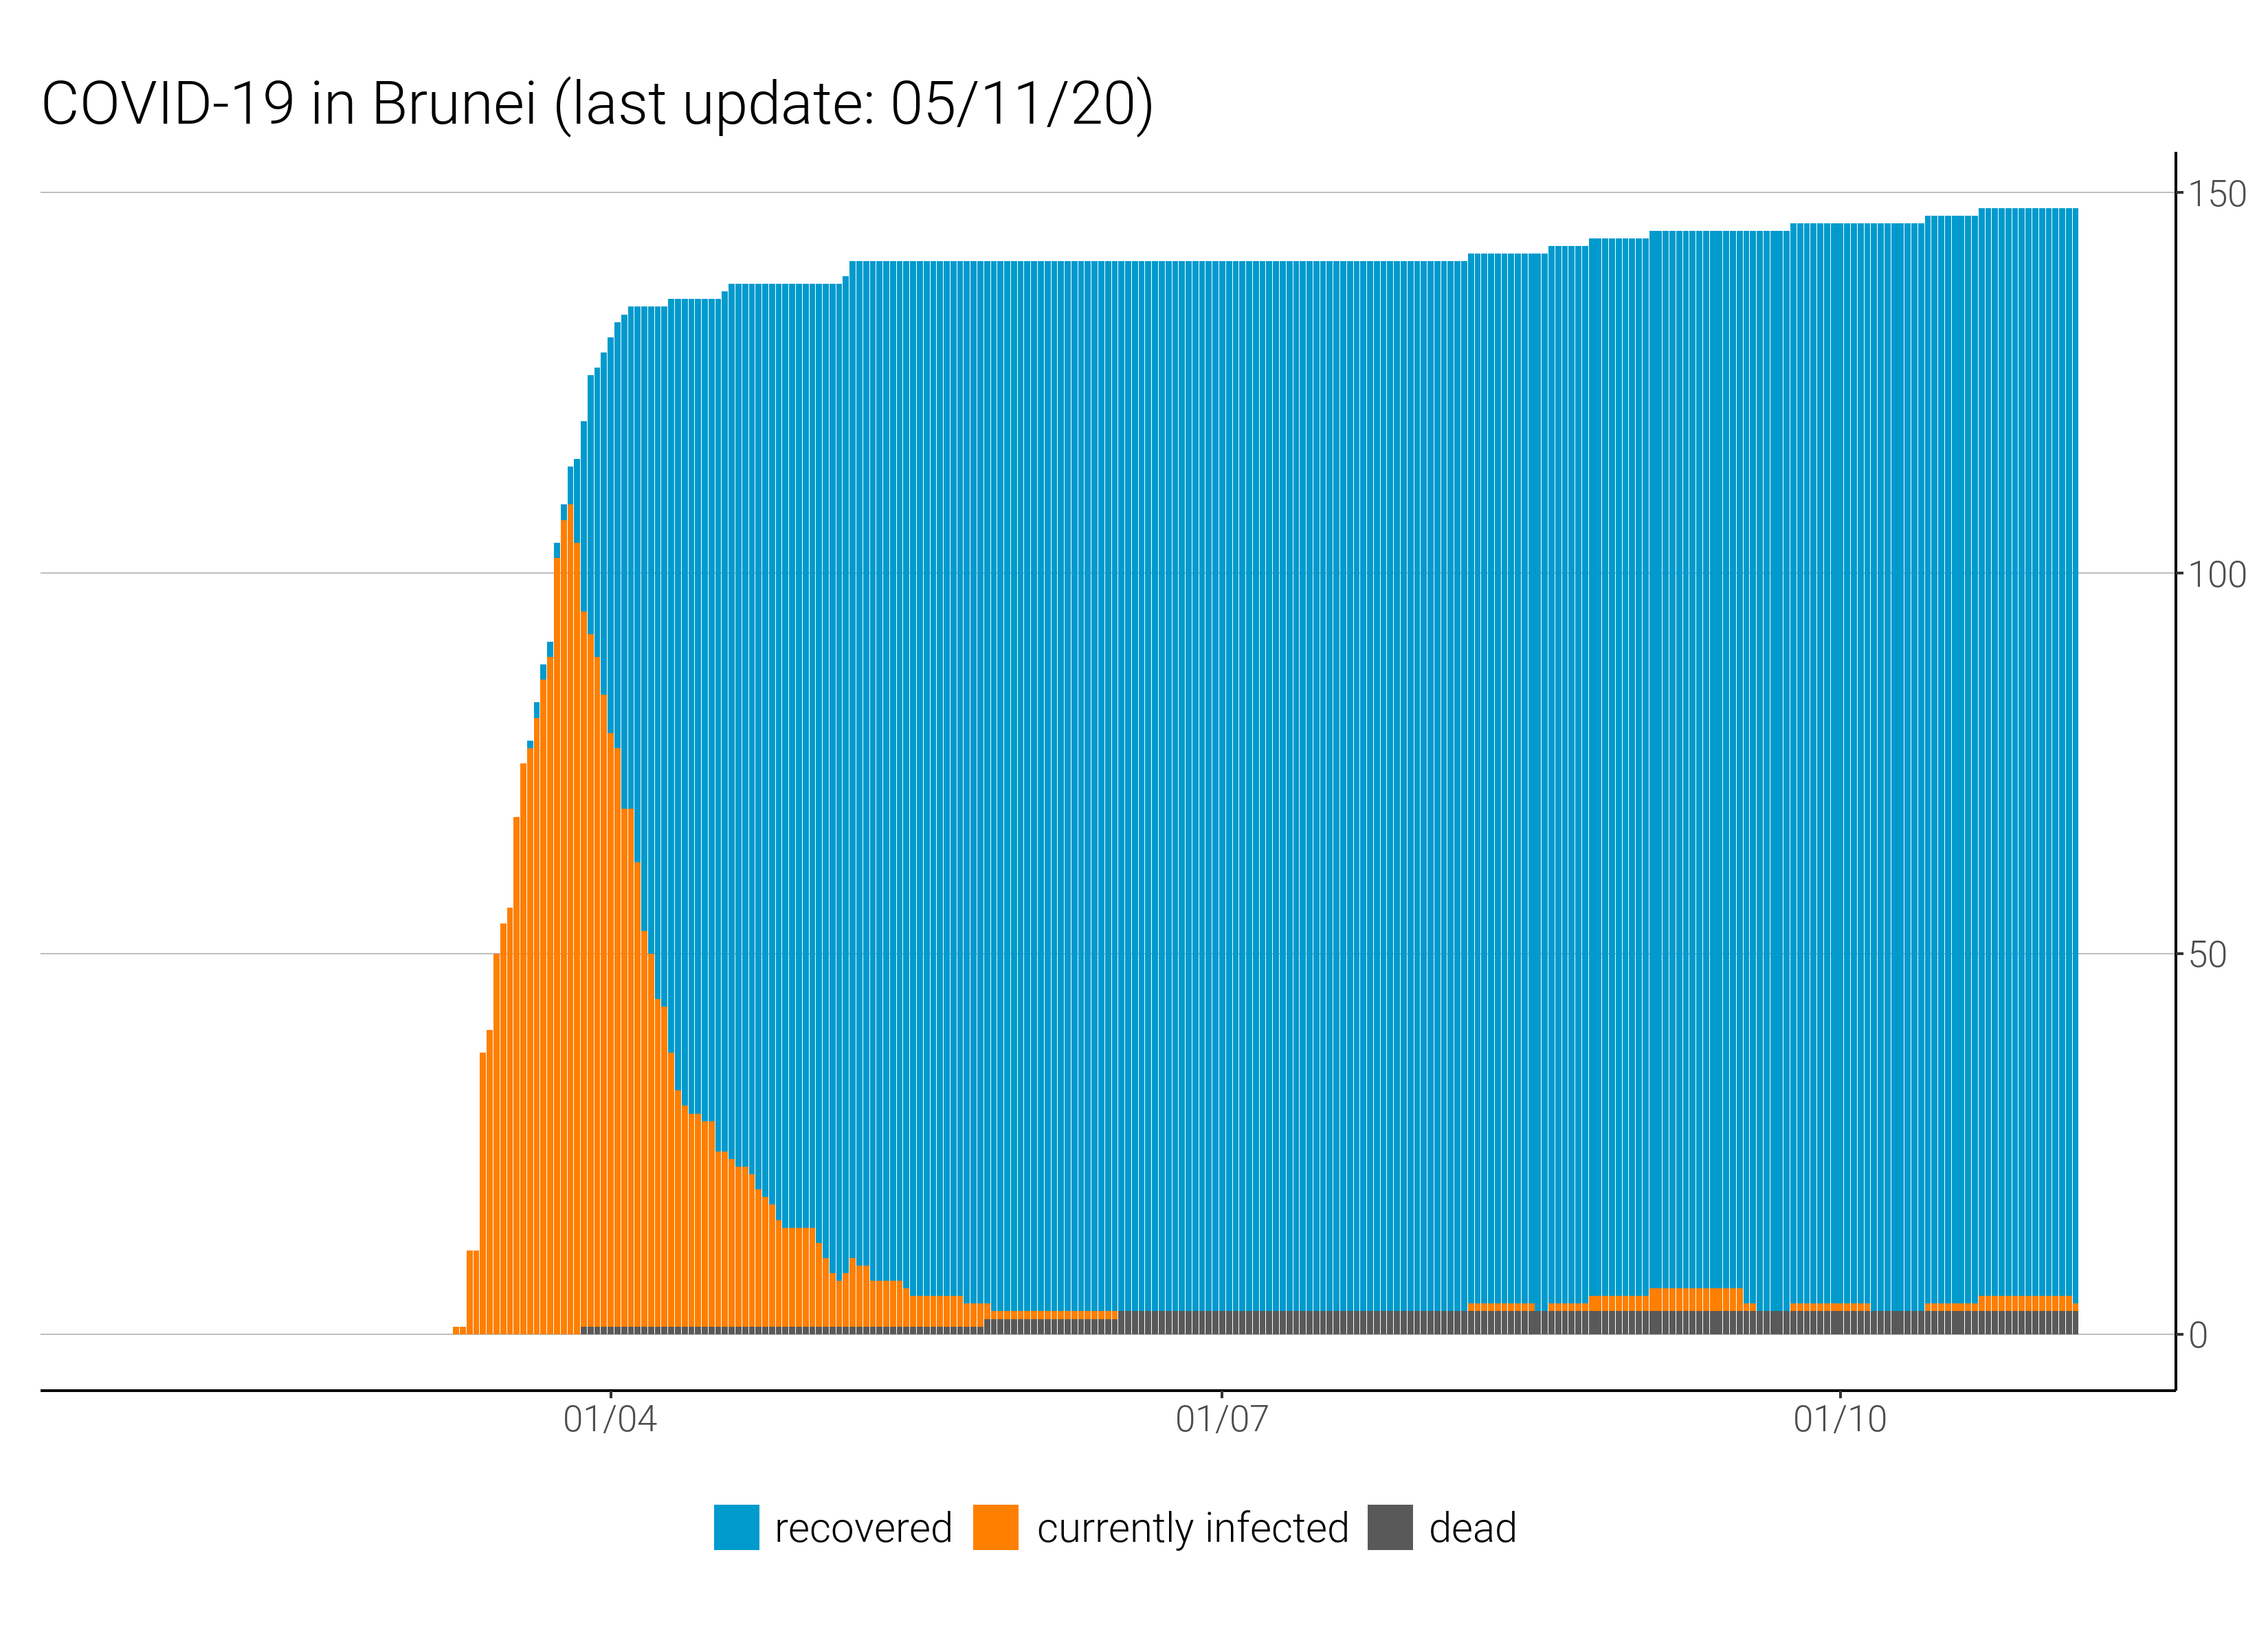 COVID-19 in Brunei (last update: 05/11/20)
150
100
50
0
01/04 01/07 01/10
recovered currently infected dead